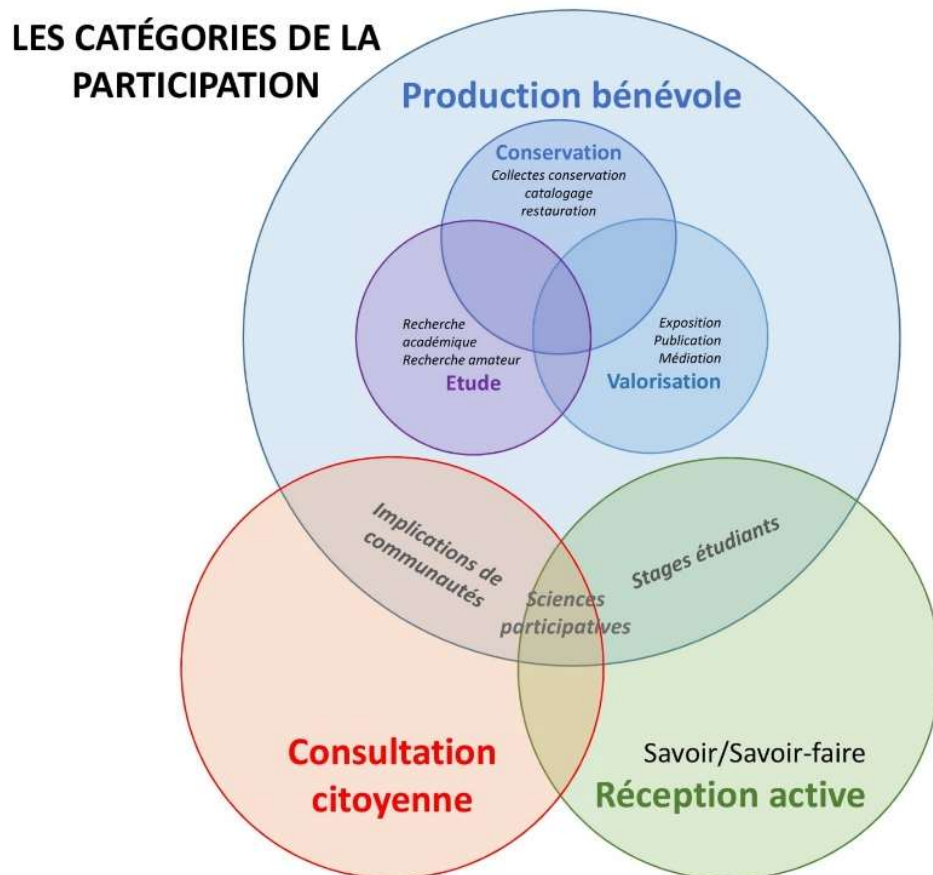 LES CATÉGORIES DE LA
PARTICIPATION
Production bénévole
Conservation
Collectes conservation
catalogage
restauration
Recherche
académique
Recherche amateur
Etude
Exposition
Publication
Médiation
Valorisation
Implications de
communautés
Stages étudiants
Sciences
participatives
Consultation
citoyenne
Savoir/Savoir-faire
Réception active